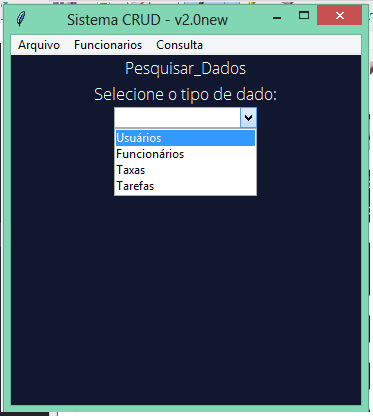 Sistema CRUD - v2.0new
Arquivo Funcionarios Consulta
Pesquisar_Dados
Selecione o tipo de dado:
Usuários
Funcionários
Taxas
Tarefas